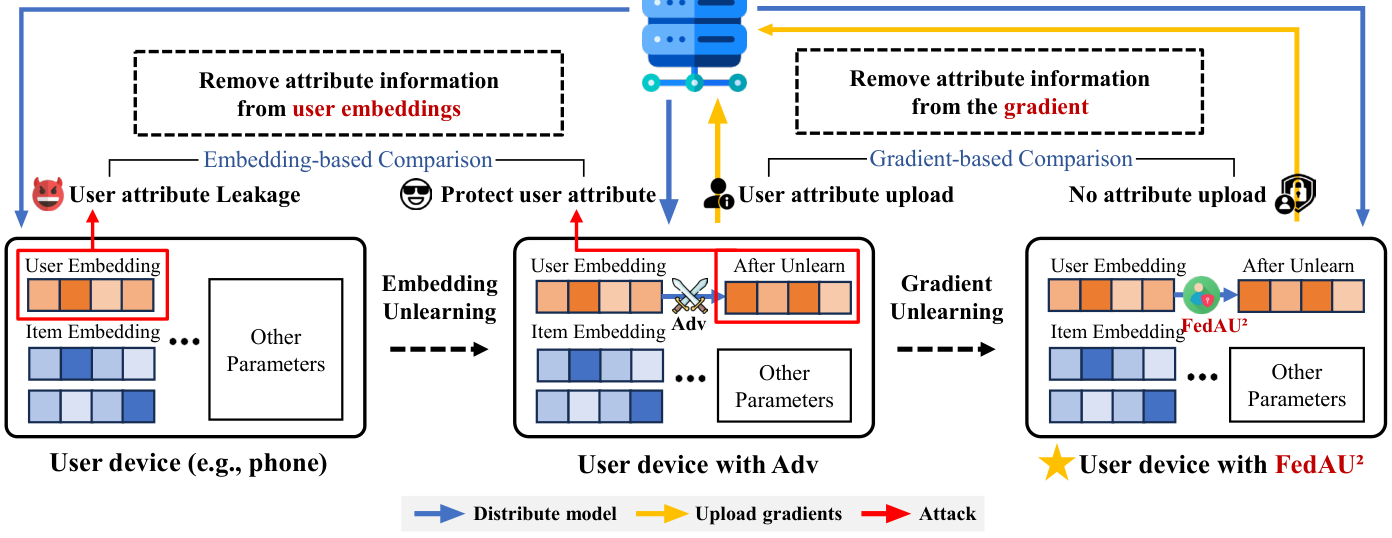 Remove attribute information
from user embeddings
Remove attribute information
from the gradient
Embedding-based Comparison
Gradient-based Comparison
User attribute Leakage
Protect user attribute
User attribute upload
No attribute upload
User Embedding
Item Embedding
Other
Parameters
Embedding
Unlearning
User Embedding
After Unlearn
Adv
Item Embedding
Other
Parameters
Gradient
Unlearning
User Embedding
After Unlearn
FedAU²
Item Embedding
Other
Parameters
User device (e.g., phone)
User device with Adv
User device with FedAU²
Distribute model
Upload gradients
Attack